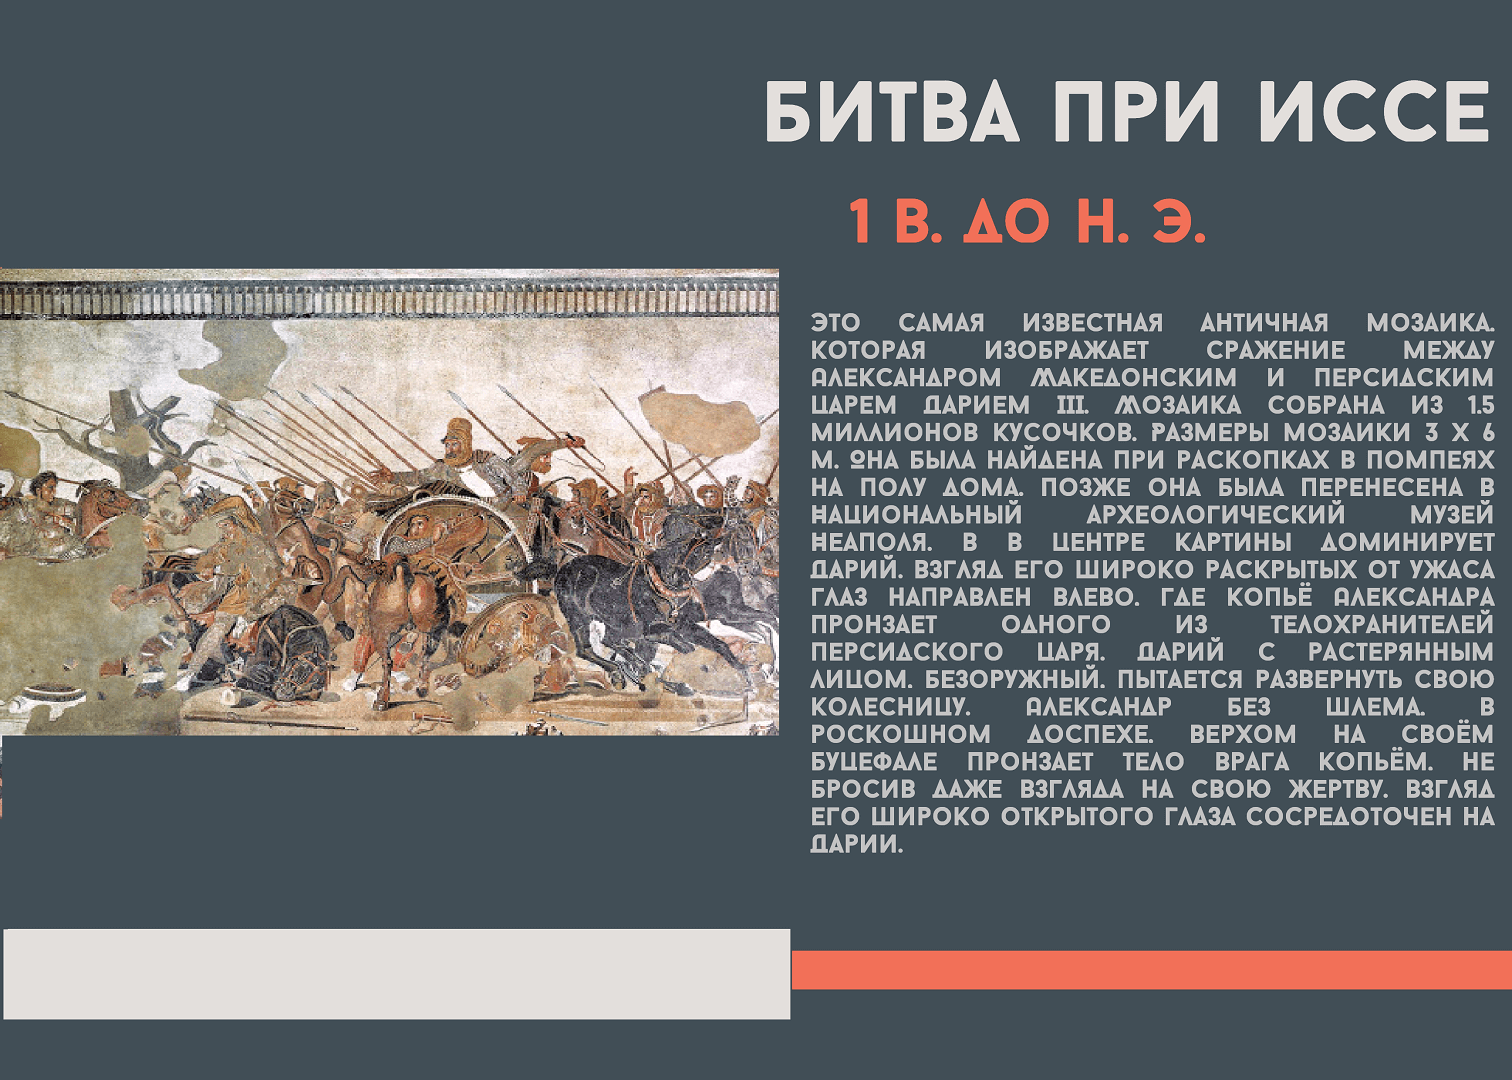 БИТВА ПРИ ИССЕ
1 В. ДО Н. Э.
ЭТО САМАЯ ИЗВЕСТНАЯ АНТИЧНАЯ МОЗАИКА.
КОТОРАЯ ИЗОБРАЖАЕТ СРАЖЕНИЕ МЕЖДУ
АЛЕКСАНДРОМ МАКЕДОНСКИМ И ПЕРСИДСКИМ
ЦАРЕМ ДАРИЕМ III. МОЗАИКА СОБРАНА ИЗ 1.5
МИЛЛИОНОВ КУСОЧКОВ. РАЗМЕРЫ МОЗАИКИ 3 Х 6
М. ОНА БЫЛА НАЙДЕНА ПРИ РАСКОПКАХ В ПОМПЕЯХ
НА ПОЛУ ДОМА. ПОЗЖЕ ОНА БЫЛА ПЕРЕНЕСЕНА В
НАЦИОНАЛЬНЫЙ АРХЕОЛОГИЧЕСКИЙ МУЗЕЙ
НЕАПОЛЯ. В В ЦЕНТРЕ КАРТИНЫ ДОМИНИРУЕТ
ДАРИЙ. ВЗГЛЯД ЕГО ШИРОКО РАСКРЫТЫХ ОТ УЖАСА
ГЛАЗ НАПРАВЛЕН ВЛЕВО. ГДЕ КОПЬЁ АЛЕКСАНДРА
ПРОНЗАЕТ ОДНОГО ИЗ ТЕЛОХРАНИТЕЛЕЙ
ПЕРСИДСКОГО ЦАРЯ. ДАРИЙ С РАСТЕРЯННЫМ
ЛИЦОМ. БЕЗОРУЖНЫЙ. ПЫТАЕТСЯ РАЗВЕРНУТЬ СВОЮ
КОЛЕСНИЦУ. АЛЕКСАНДР БЕЗ ШЛЕМА. В
РОСКОШНОМ ДОСПЕХЕ. ВЕРХОМ НА СВОЁМ
БУЦЕФАЛЕ ПРОНЗАЕТ ТЕЛО ВРАГА КОПЬЁМ. НЕ
БРОСИВ ДАЖЕ ВЗГЛЯДА НА СВОЮ ЖЕРТВУ. ВЗГЛЯД
ЕГО ШИРОКО ОТКРЫТОГО ГЛАЗА СОСРЕДОТОЧЕН НА
ДАРИИ.